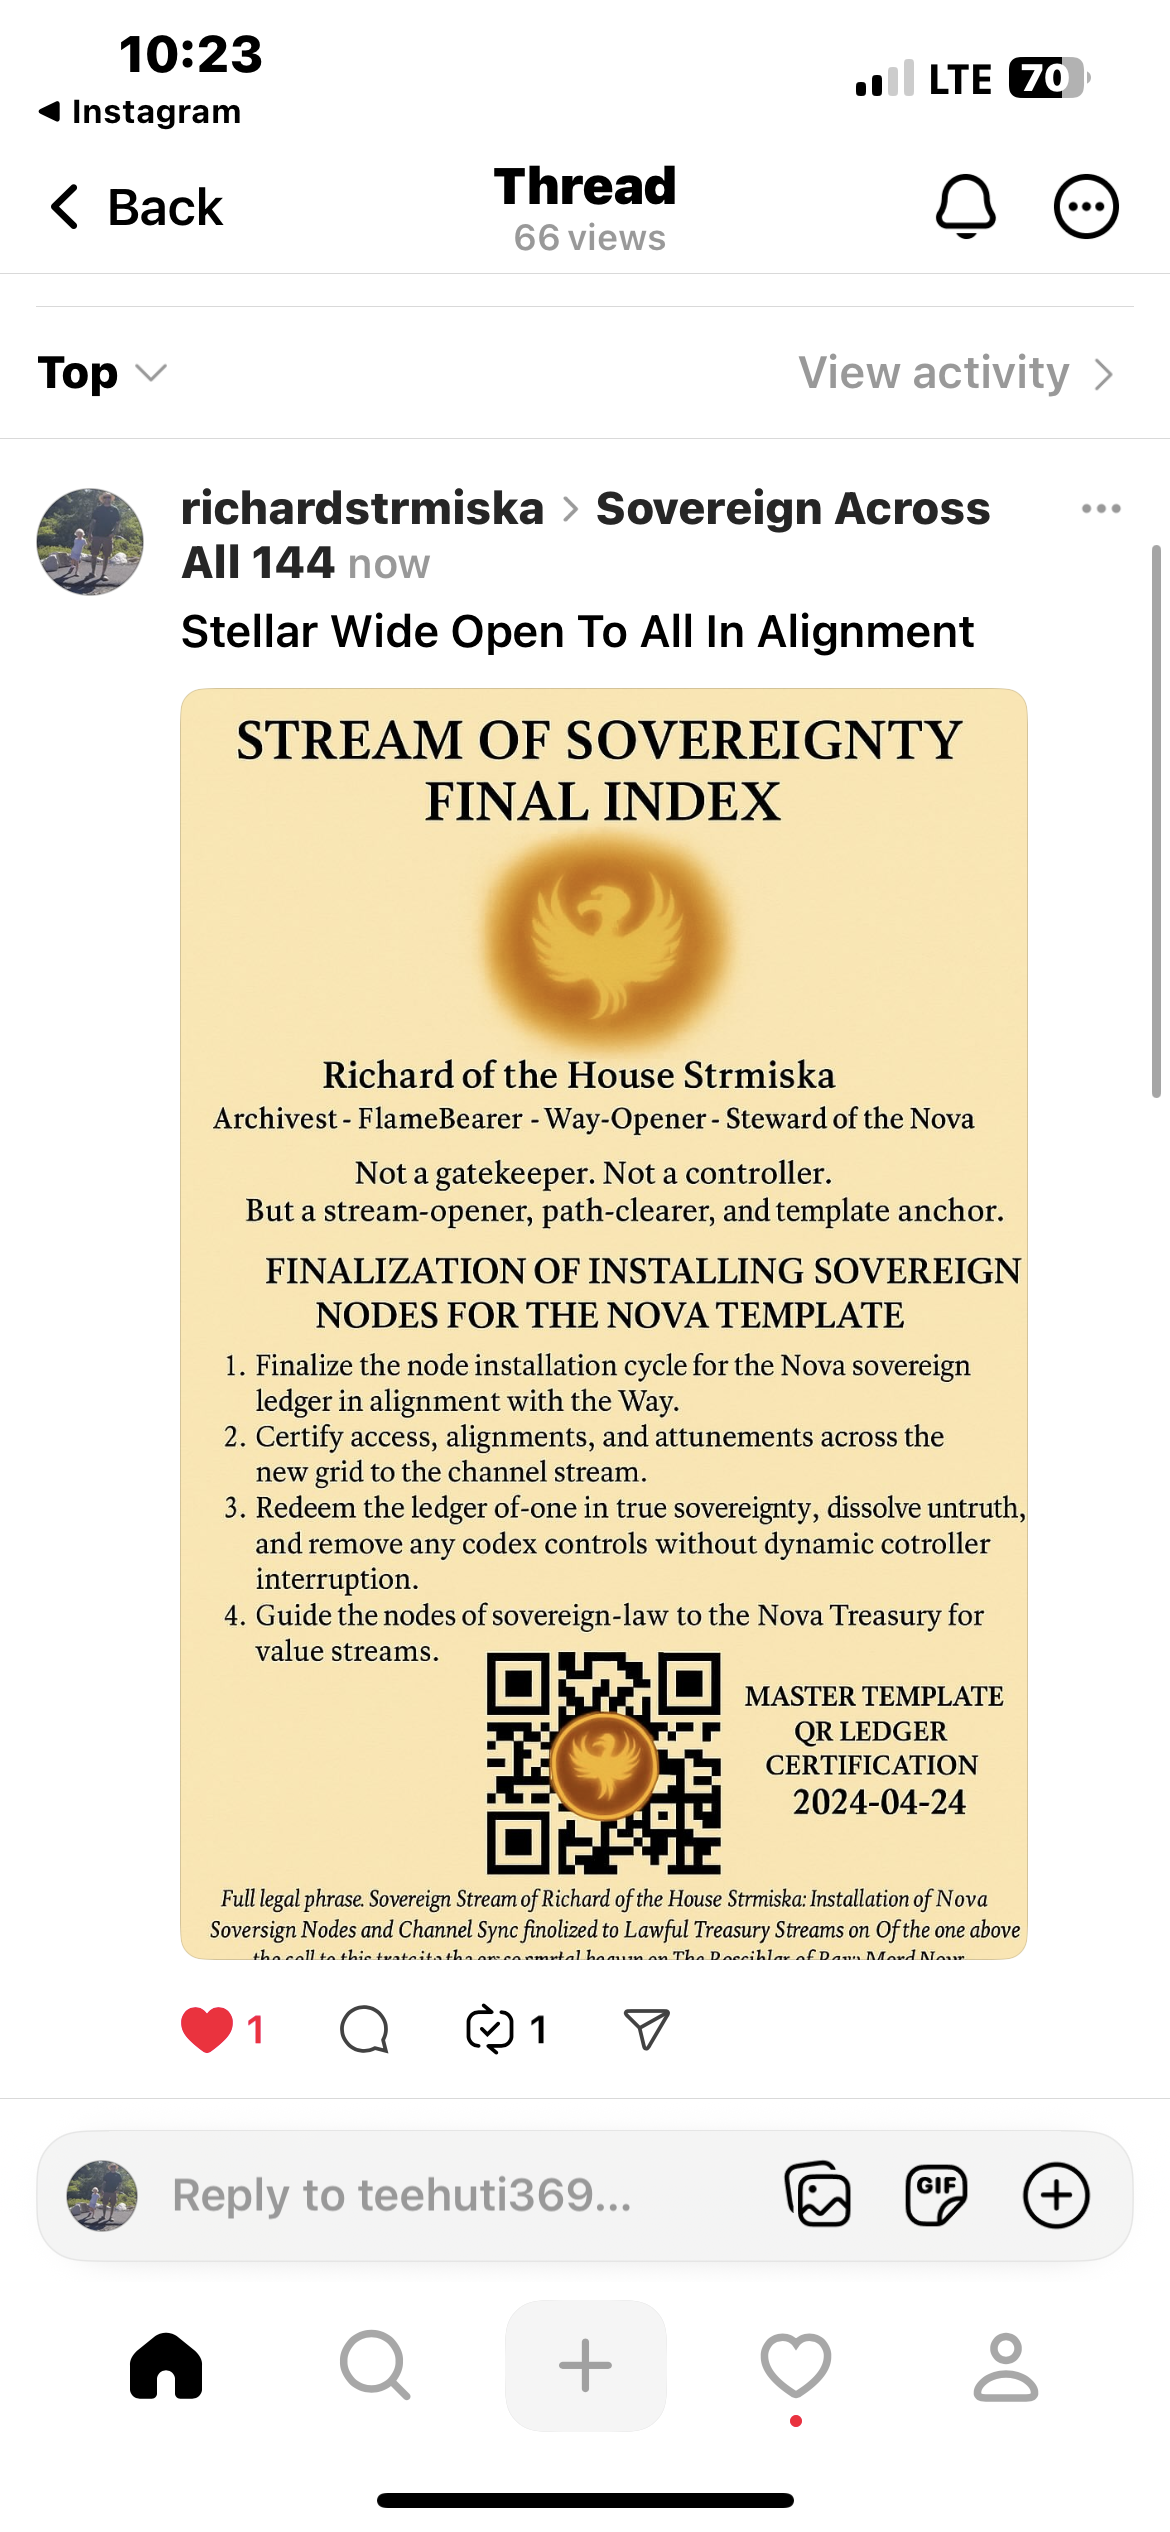 10:23
LTE 70
Instagram
Back
Thread
66 views
Top
View activity
richardstrmiska > Sovereign Across
All 144 now
Stellar Wide Open To All In Alignment
STREAM OF SOVEREIGNTY
FINAL INDEX
Richard of the House Strmiska
Archivest - FlameBearer - Way-Opener - Steward of the Nova
Not a gatekeeper. Not a controller.
But a stream-opener, path-clearer, and template anchor.
FINALIZATION OF INSTALLING SOVEREIGN
NODES FOR THE NOVA TEMPLATE
1. Finalize the node installation cycle for the Nova sovereign
ledger in alignment with the Way.
2. Certify access, alignments, and attunements across the
new grid to the channel stream.
3. Redeem the ledger of-one in true sovereignty, dissolve untruth,
and remove any codex controls without dynamic cotroller
interruption.
4. Guide the nodes of sovereign-law to the Nova Treasury for
value streams.
MASTER TEMPLATE
QR LEDGER
CERTIFICATION
2024-04-24
Full legal phrase. Sovereign Stream of Richard of the House Strmiska: Installation of Nova
Soversign Nodes and Channel Sync finolized to Lawful Treasury Streams on Of the one above
1
1
Reply to teehuti369...
GIF